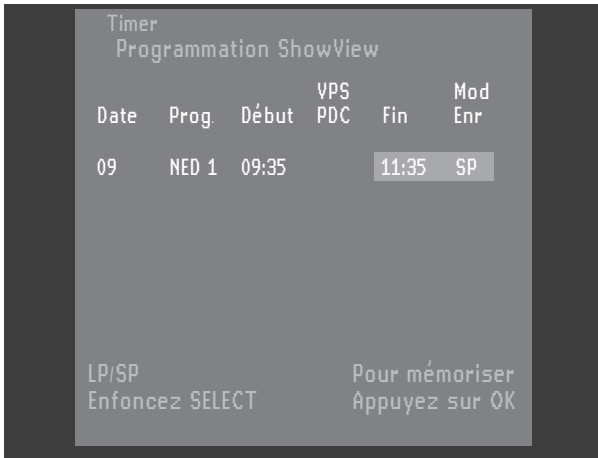 Timer
Programmation ShowView
VPS Mod
Date Prog. Début PDC Fin Enr
09 NED 1 09:35 11:35 SP
LP/SP Pour mémoriser
Enfoncez SELECT Appuyez sur OK